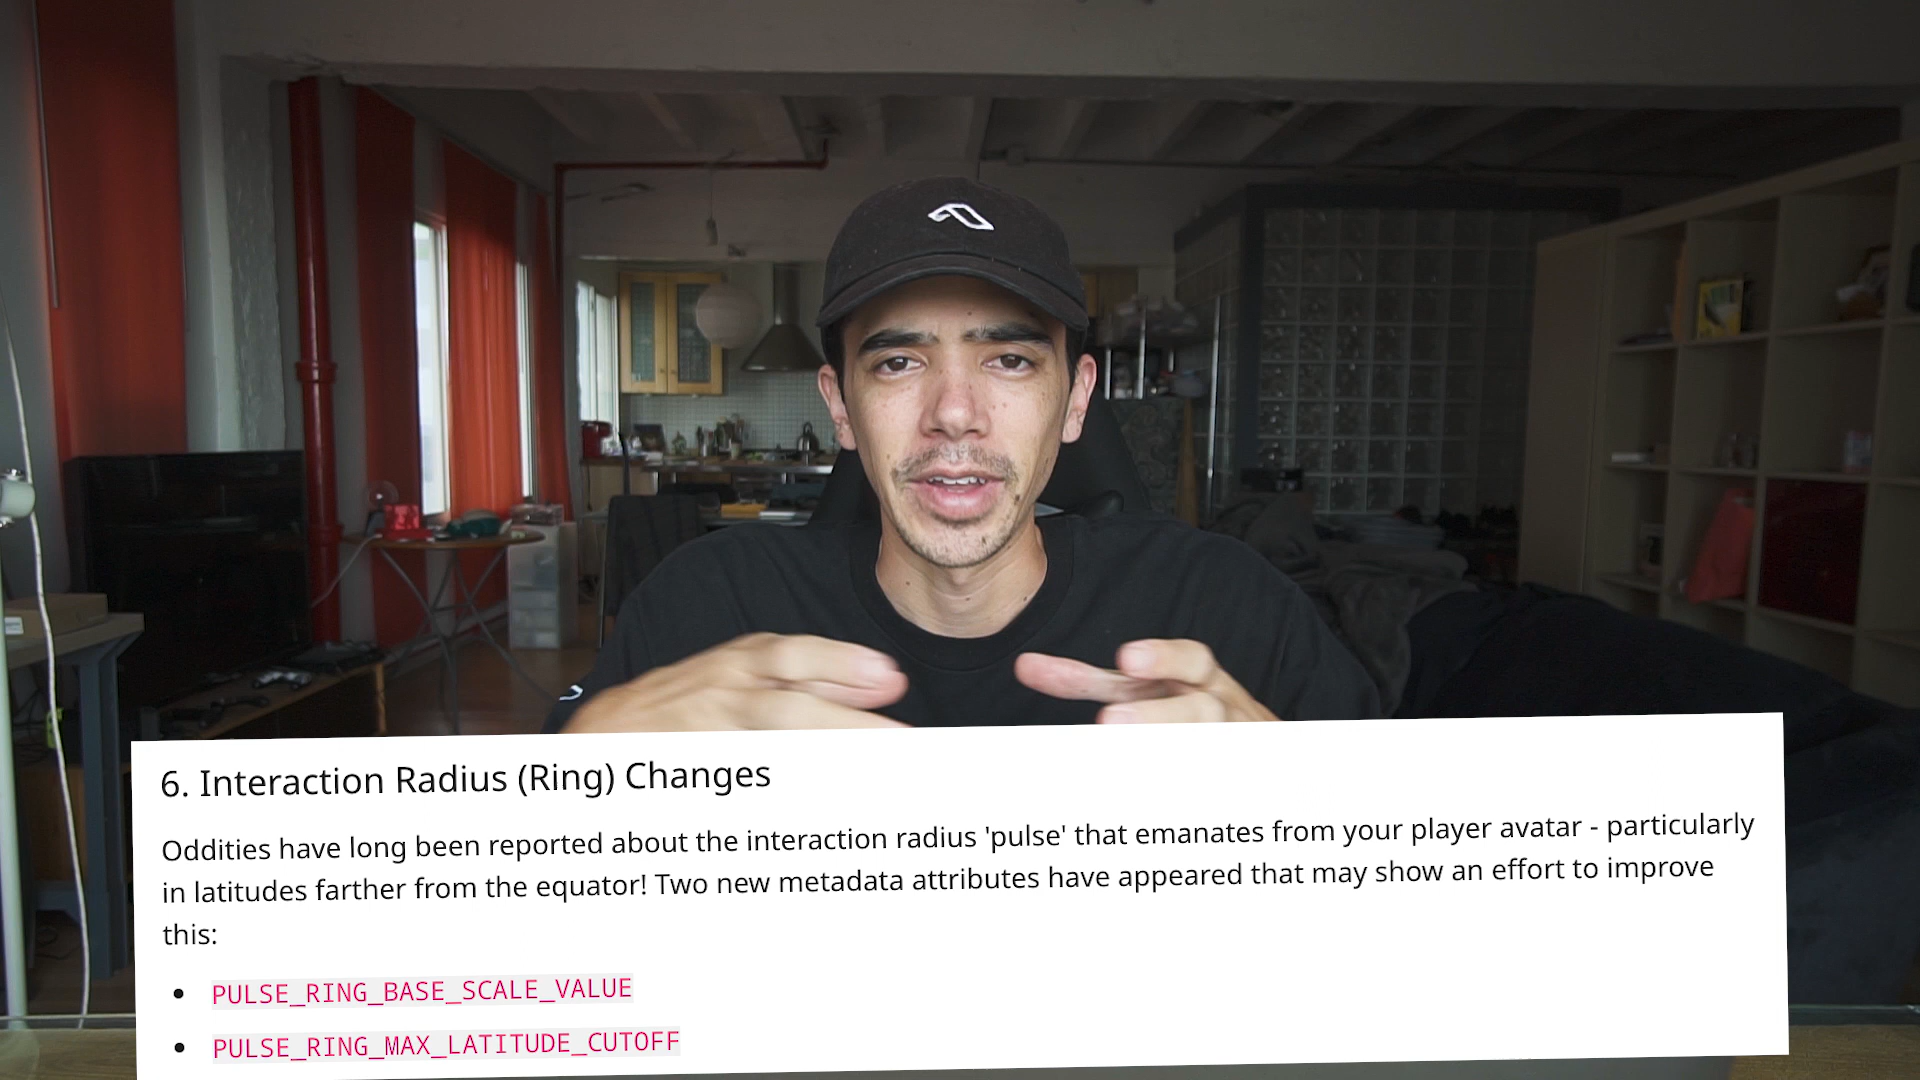 6. Interaction Radius (Ring) Changes
Oddities have long been reported about the interaction radius 'pulse' that emanates from your player avatar - particularly
in latitudes farther from the equator! Two new metadata attributes have appeared that may show an effort to improve
this:
• PULSE_RING_BASE_SCALE_VALUE
• PULSE_RING_MAX_LATITUDE_CUTOFF